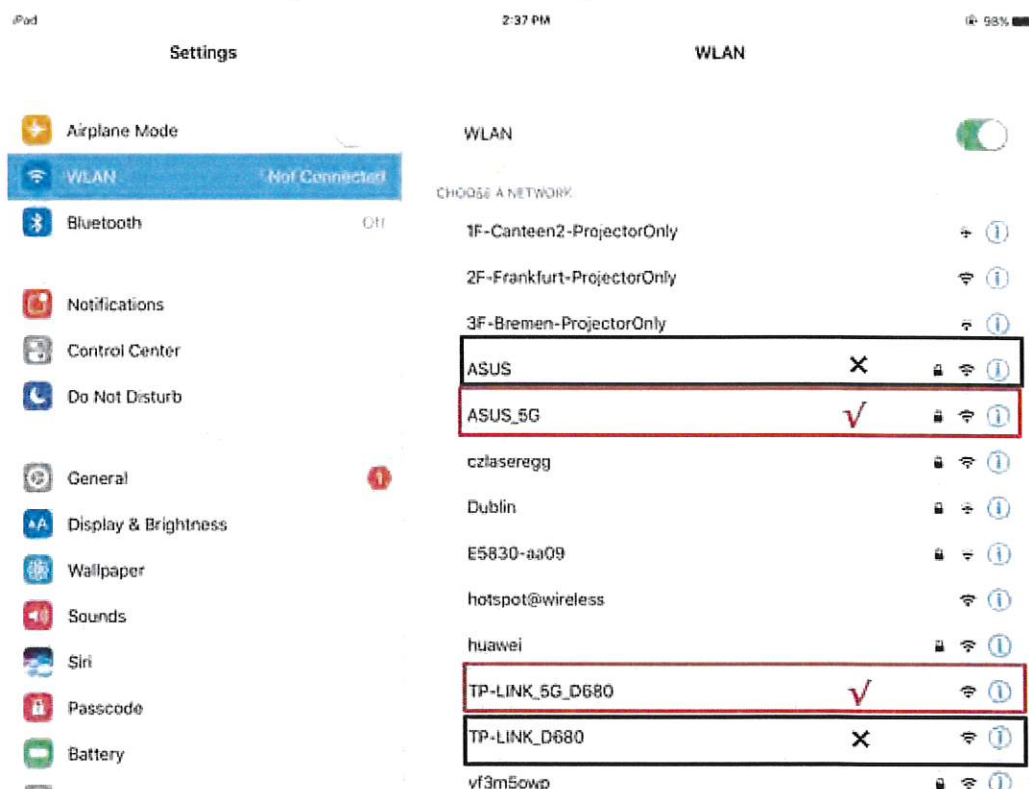 iPad 2:37 PM 98%
Settings
WLAN
Airplane Mode
WLAN Not Connected
Bluetooth Off
Notifications
Control Center
Do Not Disturb
General 1
Display & Brightness
Wallpaper
Sounds
Siri
Passcode
Battery
WLAN
CHOOSE A NETWORK
1F-Canteen2-ProjectorOnly
2F-Frankfurt-ProjectorOnly
3F-Bremen-ProjectorOnly
ASUS ×
ASUS_5G √
czlaseregg
Dublin
E5830-aa09
hotspot@wireless
huawei
TP-LINK_5G_D680 √
TP-LINK_D680 ×
vf3m5owp